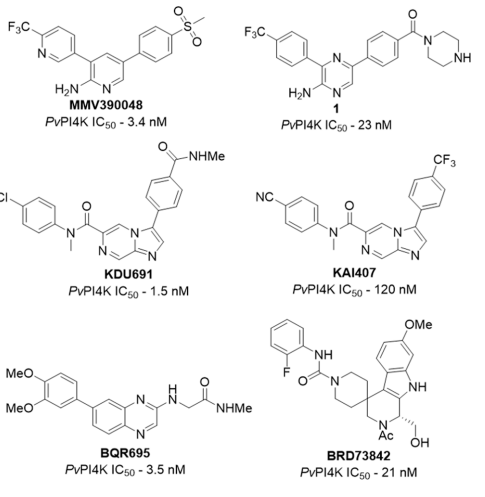 F₃C
N
H₂N
N
O
S
O
MMV390048
PvPI4K IC₅₀ - 3.4 nM
F₃C
N
H₂N
N
O
N
NH
1
PvPI4K IC₅₀ - 23 nM
O
NHMe
Cl
O
N
N
N
N
KDU691
PvPI4K IC₅₀ - 1.5 nM
CF₃
NC
O
N
N
N
N
KAI407
PvPI4K IC₅₀ - 120 nM
MeO
MeO
N
N
H
N
O
NHMe
BQR695
PvPI4K IC₅₀ - 3.5 nM
OMe
NH
F
O
N
NH
N
Ac
OH
BRD73842
PvPI4K IC₅₀ - 21 nM